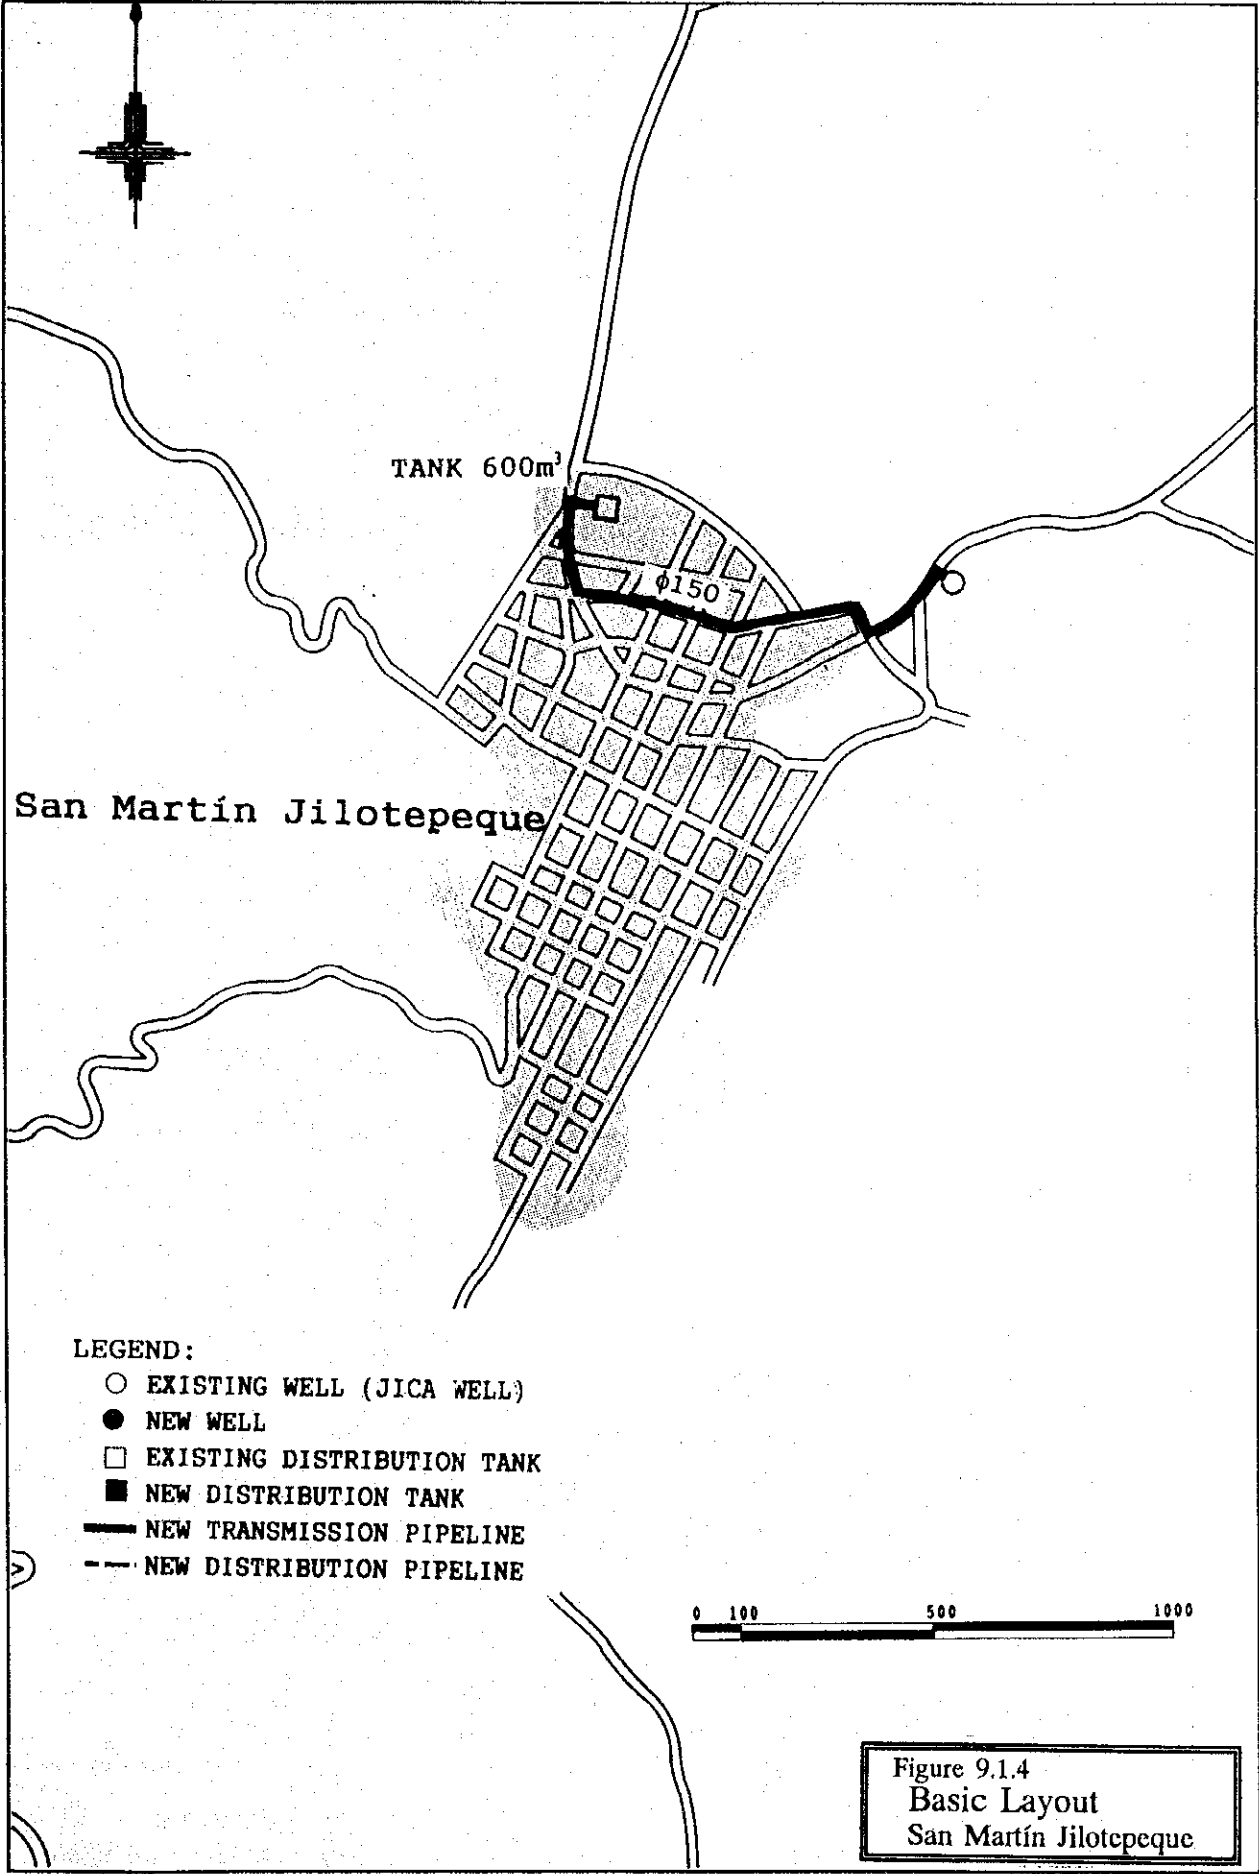 TANK 600m³
φ150
San Martín Jilotepeque
LEGEND:
EXISTING WELL (JICA WELL)
NEW WELL
EXISTING DISTRIBUTION TANK
NEW DISTRIBUTION TANK
NEW TRANSMISSION PIPELINE
NEW DISTRIBUTION PIPELINE
0 100 500 1000
Figure 9.1.4
Basic Layout
San Martín Jilotepeque